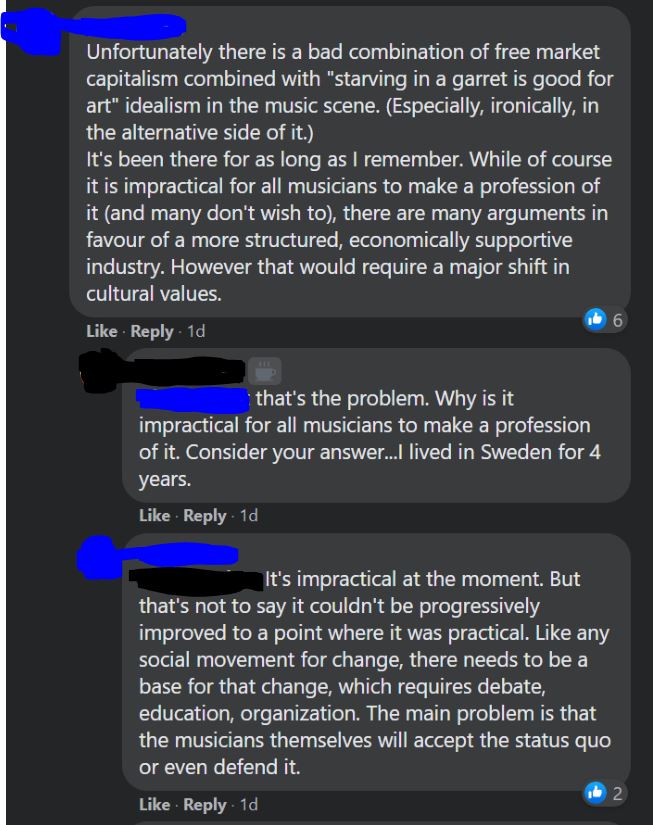 Unfortunately there is a bad combination of free market
capitalism combined with "starving in a garret is good for
art" idealism in the music scene. (Especially, ironically, in
the alternative side of it.)
It's been there for as long as I remember. While of course
it is impractical for all musicians to make a profession of
it (and many don't wish to), there are many arguments in
favour of a more structured, economically supportive
industry. However that would require a major shift in
cultural values.
6
Like · Reply · 1d
that's the problem. Why is it
impractical for all musicians to make a profession
of it. Consider your answer...I lived in Sweden for 4
years.
Like · Reply · 1d
It's impractical at the moment. But
that's not to say it couldn't be progressively
improved to a point where it was practical. Like any
social movement for change, there needs to be a
base for that change, which requires debate,
education, organization. The main problem is that
the musicians themselves will accept the status quo
or even defend it.
2
Like · Reply · 1d